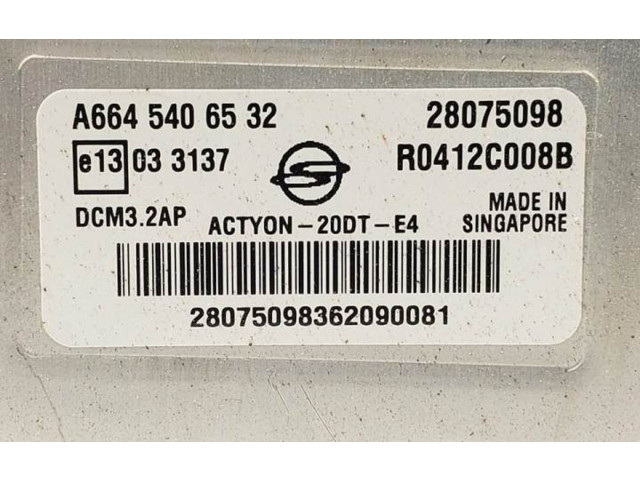 A664 540 65 32 28075098
e13 03 3137 R0412C008B
DCM3.2AP ACTYON-20DT-E4 MADE IN SINGAPORE
28075098362090081